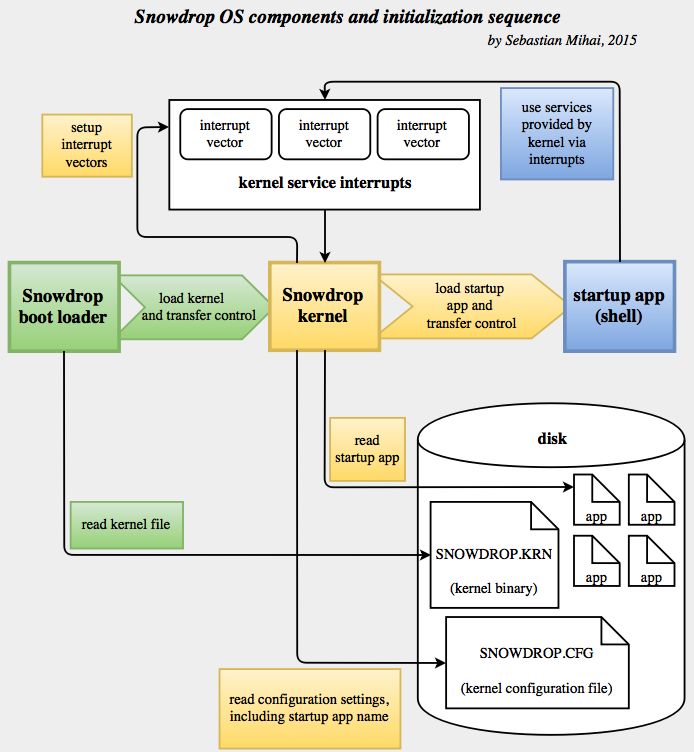 Snowdrop OS components and initialization sequence
by Sebastian Mihai, 2015
setup
interrupt
vectors
interrupt
vector
interrupt
vector
interrupt
vector
kernel service interrupts
use services
provided by
kernel via
interrupts
Snowdrop
boot loader
load kernel
and transfer control
Snowdrop
kernel
load startup
app and
transfer control
startup app
(shell)
read
startup app
disk
app
app
app
app
read kernel file
SNOWDROP.KRN
(kernel binary)
SNOWDROP.CFG
(kernel configuration file)
read configuration settings,
including startup app name